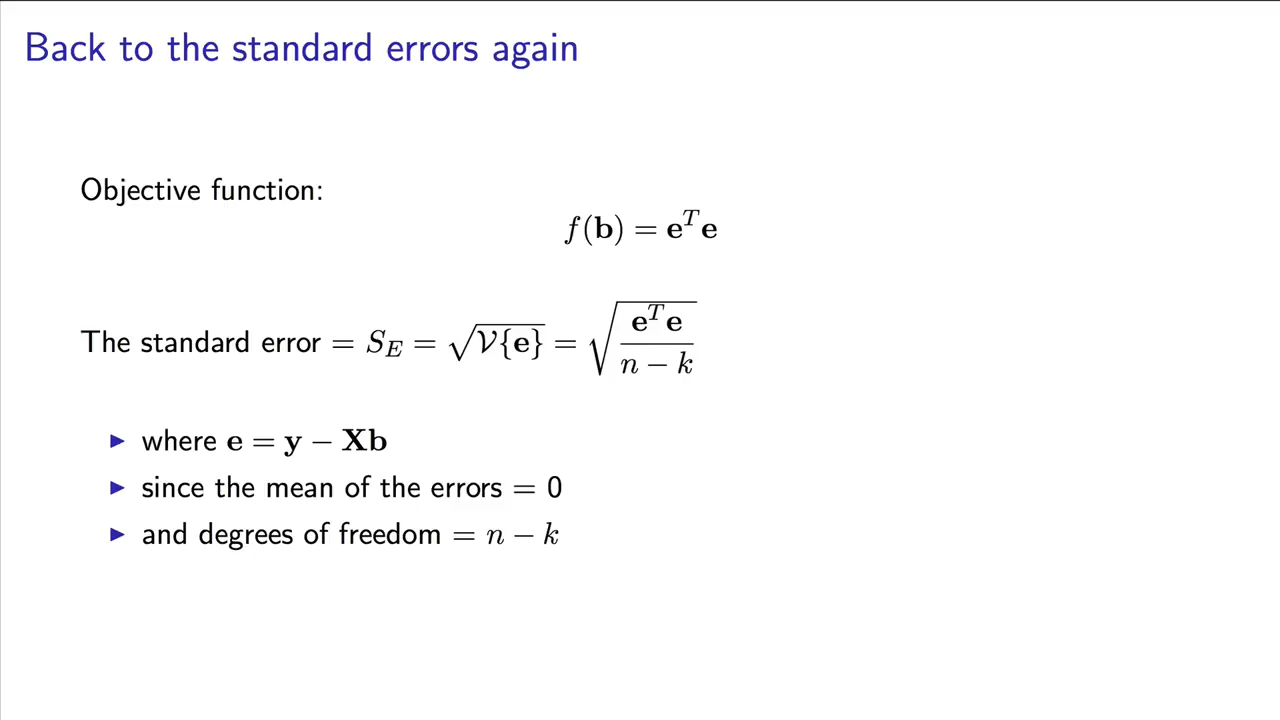 Back to the standard errors again
Objective function:
f(b) = e^T e
The standard error = S_E = √𝒱{e} = √(e^T e / (n − k))
▶ where e = y − Xb
▶ since the mean of the errors = 0
▶ and degrees of freedom = n − k